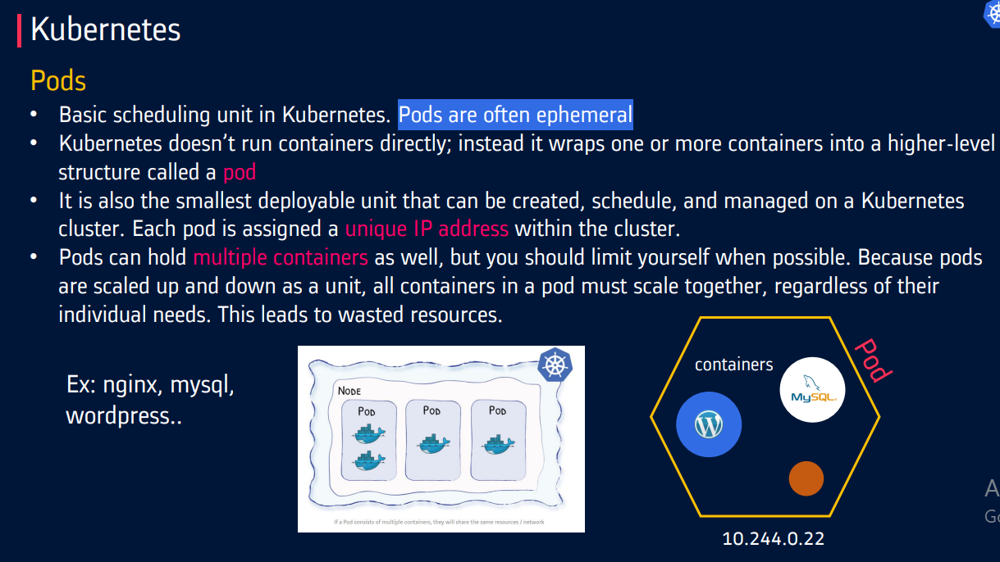 Kubernetes
Pods
• Basic scheduling unit in Kubernetes. Pods are often ephemeral
• Kubernetes doesn't run containers directly; instead it wraps one or more containers into a higher-level
structure called a pod
• It is also the smallest deployable unit that can be created, schedule, and managed on a Kubernetes
cluster. Each pod is assigned a unique IP address within the cluster.
• Pods can hold multiple containers as well, but you should limit yourself when possible. Because pods
are scaled up and down as a unit, all containers in a pod must scale together, regardless of their
individual needs. This leads to wasted resources.
Ex: nginx, mysql,
wordpress..
NODE
POD
POD
POD
If a Pod consists of multiple containers, they will share the same resources / network
containers
Pod
MySQL
W
10.244.0.22